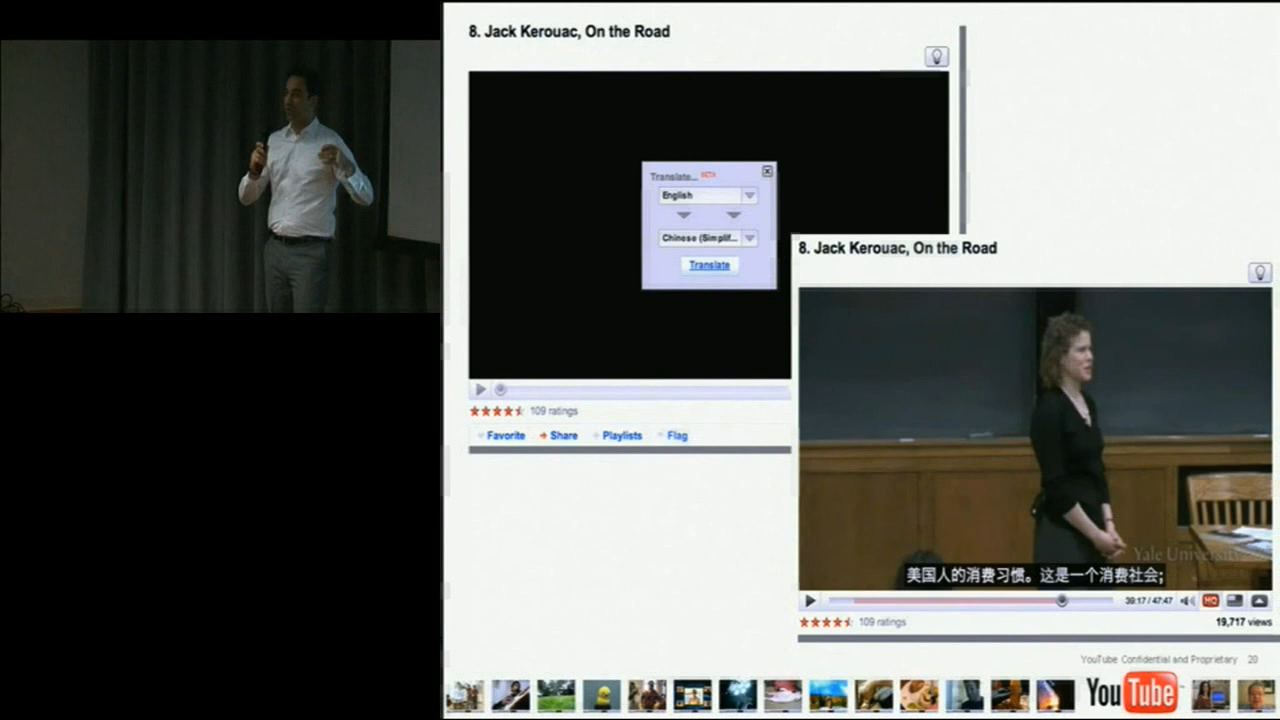 8. Jack Kerouac, On the Road
Translate... BETA
English
Chinese (Simplif...
Translate
109 ratings
Favorite Share Playlists Flag
8. Jack Kerouac, On the Road
Yale University
美国人的消费习惯。这是一个消费社会;
39:17 / 47:47 HQ
109 ratings 19,717 views
YouTube Confidential and Proprietary 20
YouTube